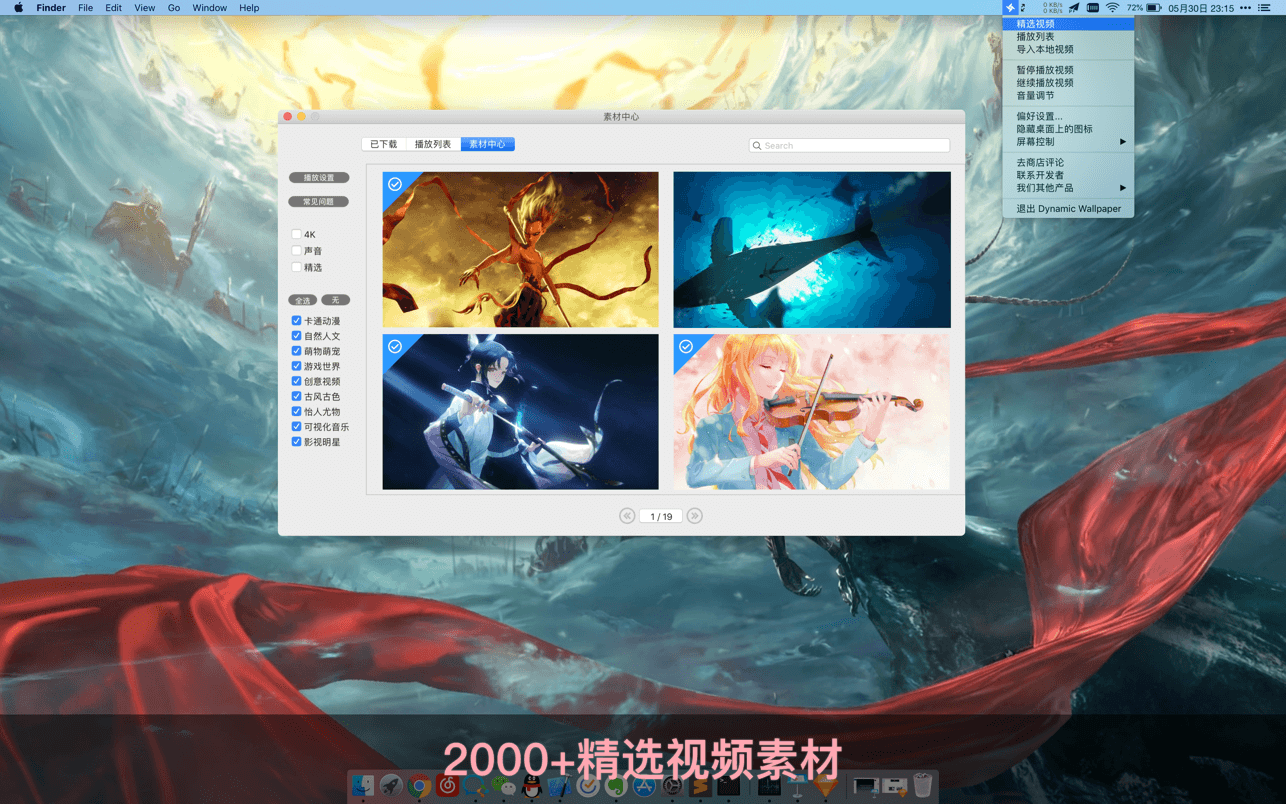 Finder File Edit View Go Window Help
0 KB/s
0 KB/s
72% 05月30日 23:15
精选视频
播放列表
导入本地视频
暂停播放视频
继续播放视频
音量调节
偏好设置...
隐藏桌面上的图标
屏幕控制
去商店评论
联系开发者
我们其他产品
退出 Dynamic Wallpaper
素材中心
已下载 播放列表 素材中心
Search
播放设置
常见问题
4K
声音
精选
全选 无
卡通动漫
自然人文
萌物萌宠
游戏世界
创意视频
古风古色
怡人尤物
可视化音乐
影视明星
1 / 19
2000+精选视频素材